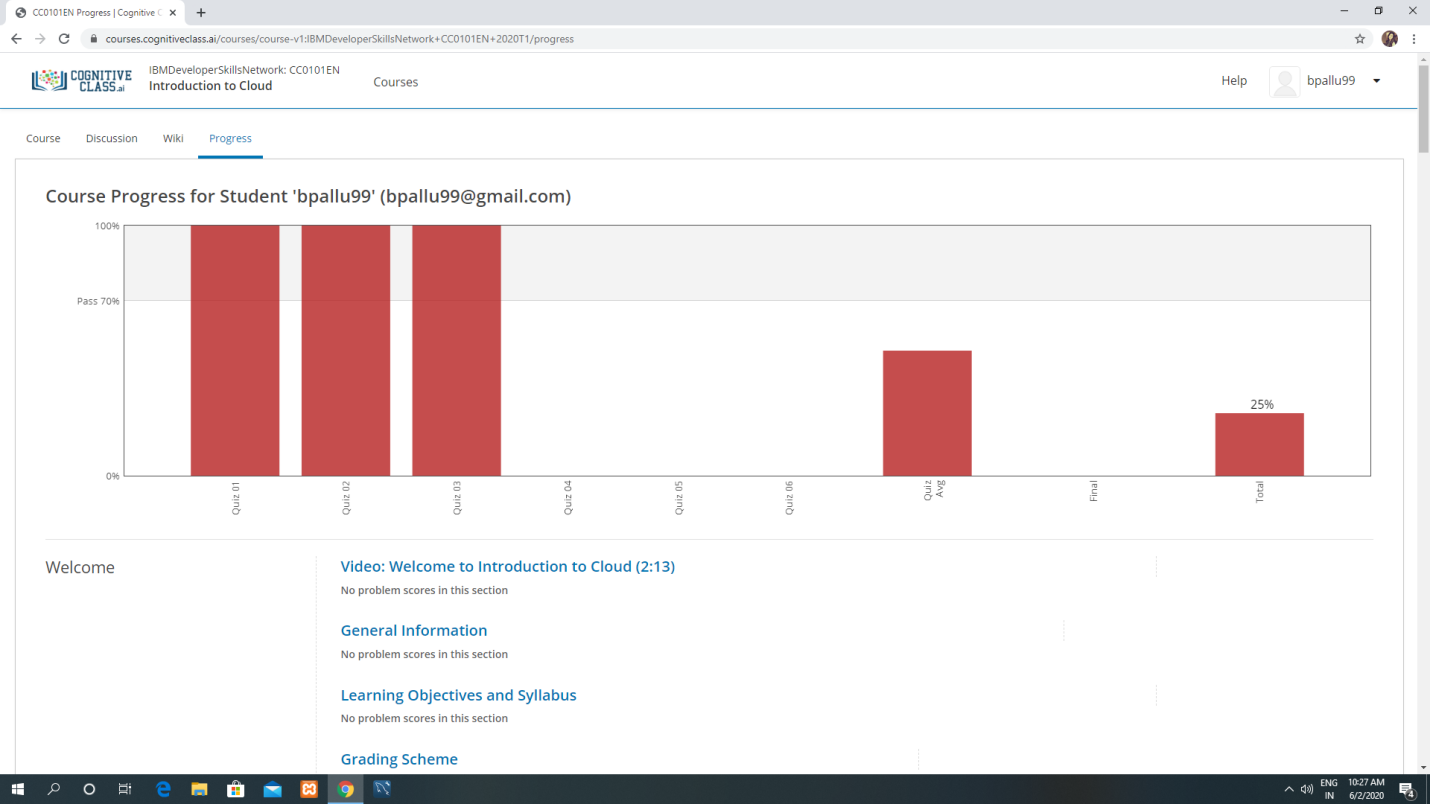 CC0101EN Progress | Cognitive C
courses.cognitiveclass.ai/courses/course-v1:IBMDeveloperSkillsNetwork+CC0101EN+2020T1/progress
COGNITIVE
CLASS.ai
IBMDeveloperSkillsNetwork: CC0101EN
Introduction to Cloud
Courses
Help
bpallu99
Course
Discussion
Wiki
Progress
Course Progress for Student 'bpallu99' (bpallu99@gmail.com)
100%
Pass 70%
0%
25%
Quiz 01
Quiz 02
Quiz 03
Quiz 04
Quiz 05
Quiz 06
Quiz
Avg
Final
Total
Welcome
Video: Welcome to Introduction to Cloud (2:13)
No problem scores in this section
General Information
No problem scores in this section
Learning Objectives and Syllabus
No problem scores in this section
Grading Scheme
ENG
IN
10:27 AM
6/2/2020
4